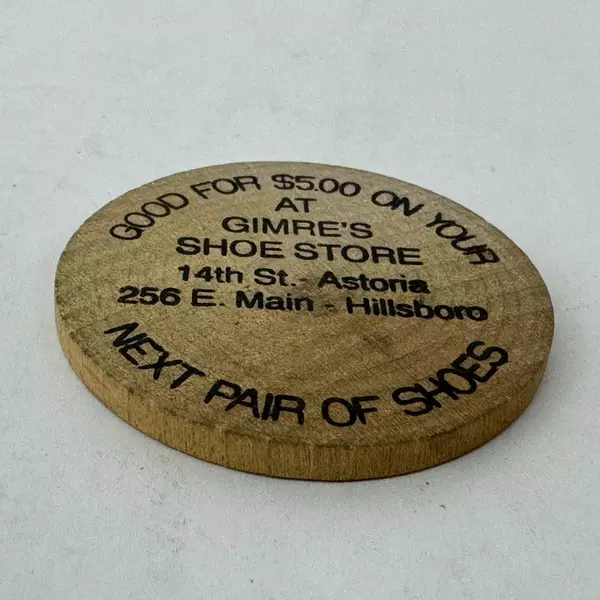 GOOD FOR $5.00 ON YOUR
AT
GIMRE'S
SHOE STORE
14th St. - Astoria
256 E. Main - Hillsboro
NEXT PAIR OF SHOES